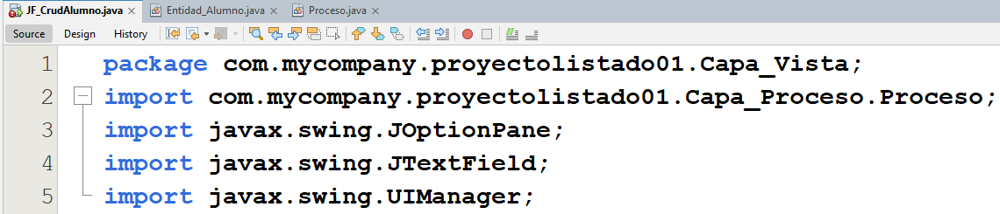 JF_CrudAlumno.java Entidad_Alumno.java Proceso.java
Source Design History
1 package com.mycompany.proyectolistado01.Capa_Vista;
2 import com.mycompany.proyectolistado01.Capa_Proceso.Proceso;
3 import javax.swing.JOptionPane;
4 import javax.swing.JTextField;
5 import javax.swing.UIManager;